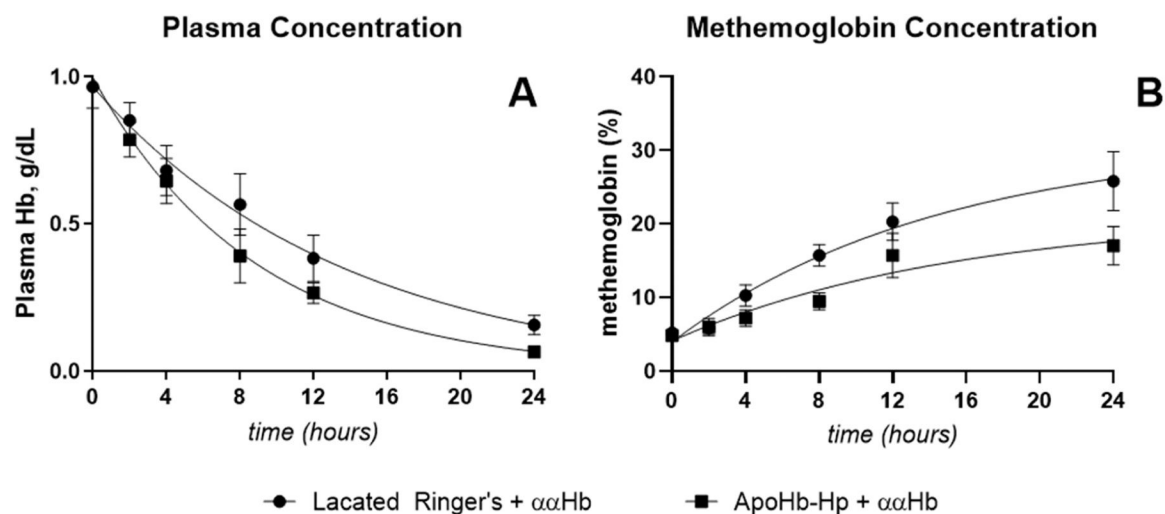 Plasma Concentration
A
Plasma Hb, g/dL
1.0
0.5
0.0
0 4 8 12 16 20 24
time (hours)
Methemoglobin Concentration
B
methemoglobin (%)
40
30
20
10
0
0 4 8 12 16 20 24
time (hours)
Lacated Ringer's + ααHb
ApoHb-Hp + ααHb